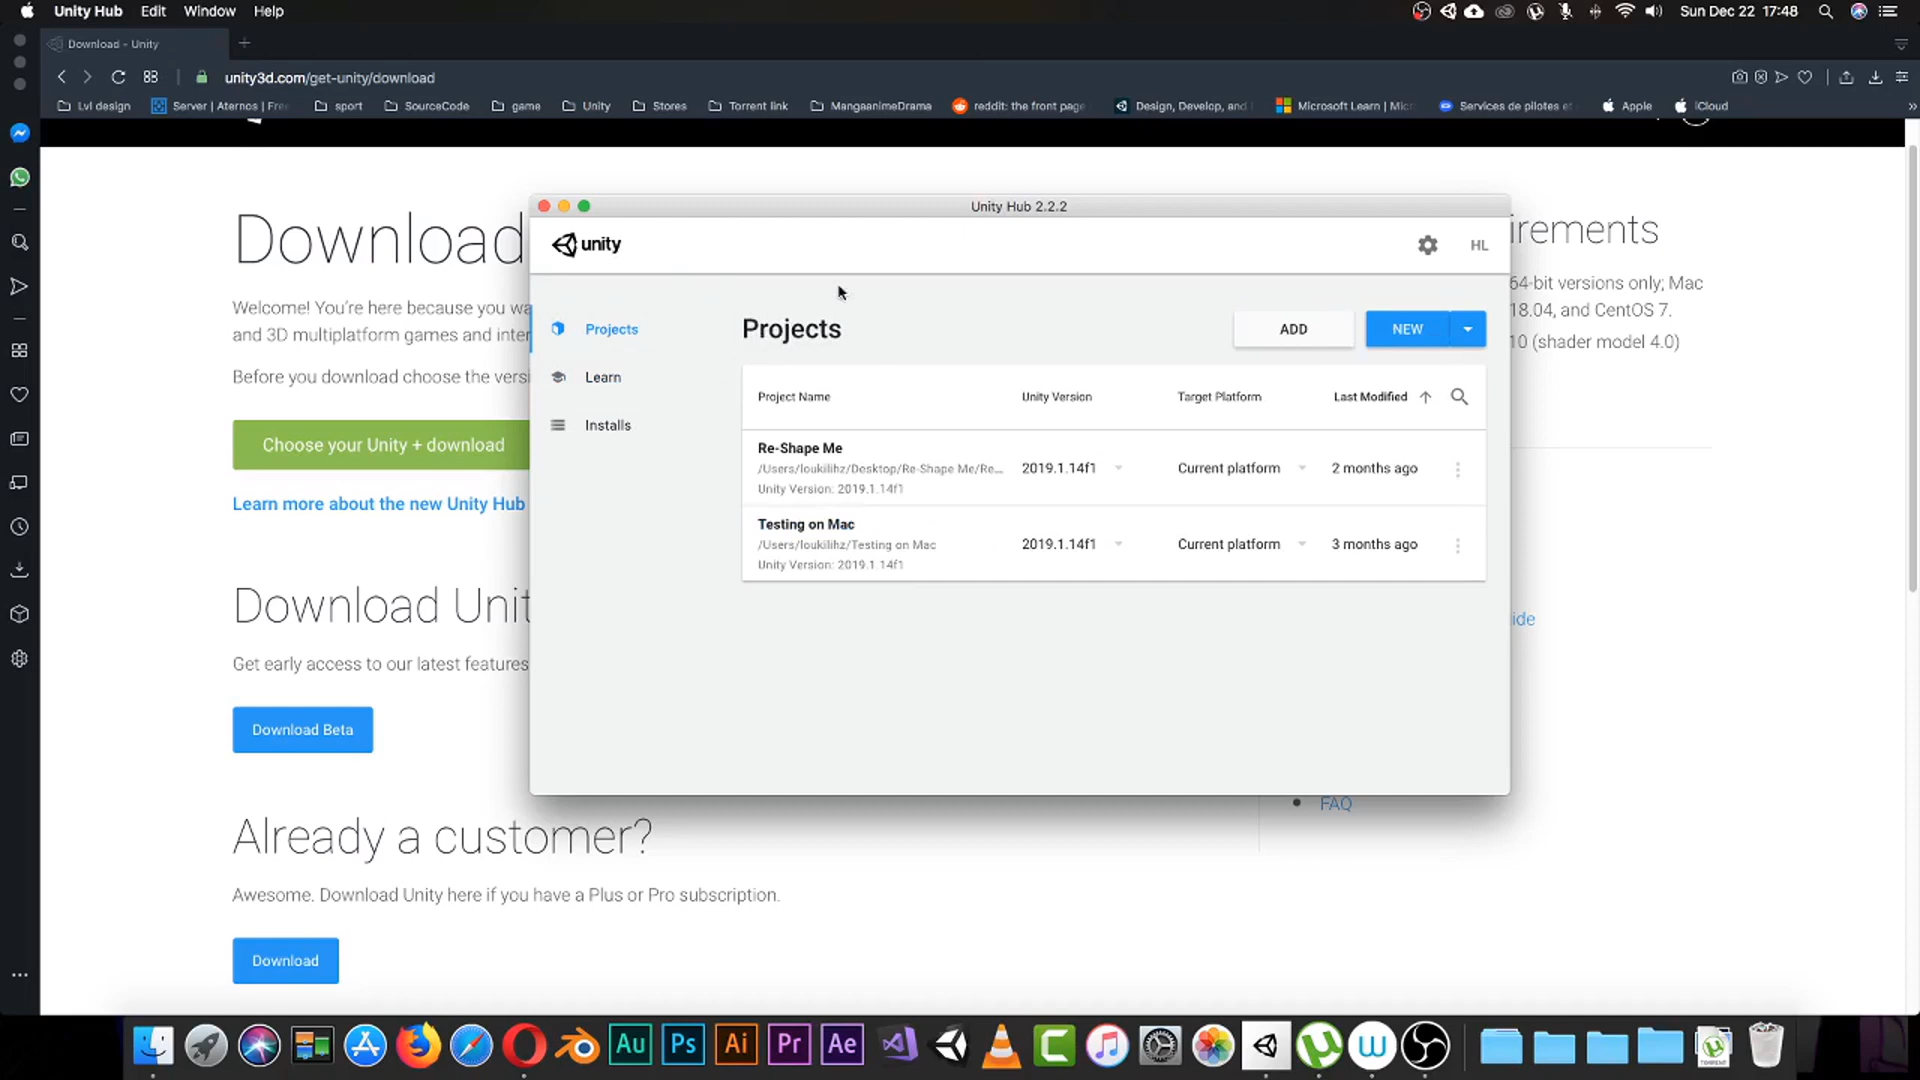 Unity Hub Edit Window Help
Sun Dec 22 17:48
Download - Unity
unity3d.com/get-unity/download
Lvl design
Server | Aternos | Free
sport
SourceCode
game
Unity
Stores
Torrent link
MangaanimeDrama
reddit: the front page
Design, Develop, and
Microsoft Learn | Micr
Services de pilotes et
Apple
iCloud
Download
Welcome! You're here because you wa
and 3D multiplatform games and inter
Before you download choose the versi
Choose your Unity + download
Learn more about the new Unity Hub
Download Unit
Get early access to our latest features
Download Beta
Already a customer?
Awesome. Download Unity here if you have a Plus or Pro subscription.
Download
Unity Hub 2.2.2
unity
HL
Projects
Learn
Installs
Projects
ADD
NEW
Project Name
Unity Version
Target Platform
Last Modified
Re-Shape Me
/Users/loukilihz/Desktop/Re-Shape Me/Re...
Unity Version: 2019.1.14f1
2019.1.14f1
Current platform
2 months ago
Testing on Mac
/Users/loukilihz/Testing on Mac
Unity Version: 2019.1.14f1
2019.1.14f1
Current platform
3 months ago
irements
64-bit versions only; Mac
18.04, and CentOS 7.
10 (shader model 4.0)
ide
FAQ
Au
Ps
Ai
Pr
Ae